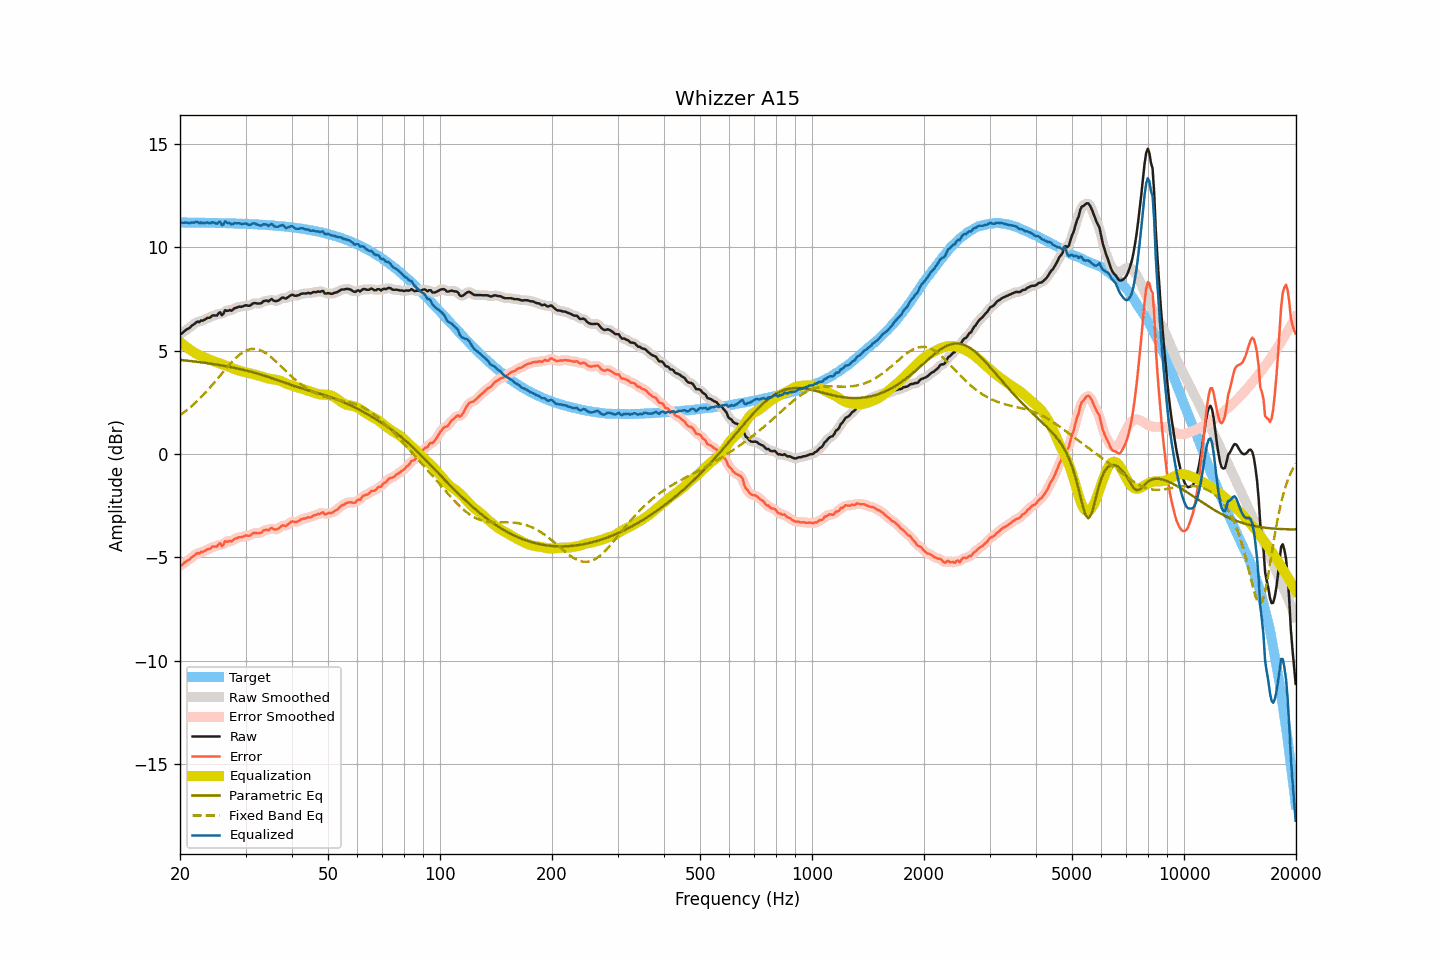 Whizzer A15
Amplitude (dBr)
15
10
5
0
−5
−10
−15
Target
Raw Smoothed
Error Smoothed
Raw
Error
Equalization
Parametric Eq
Fixed Band Eq
Equalized
20 50 100 200 500 1000 2000 5000 10000 20000
Frequency (Hz)